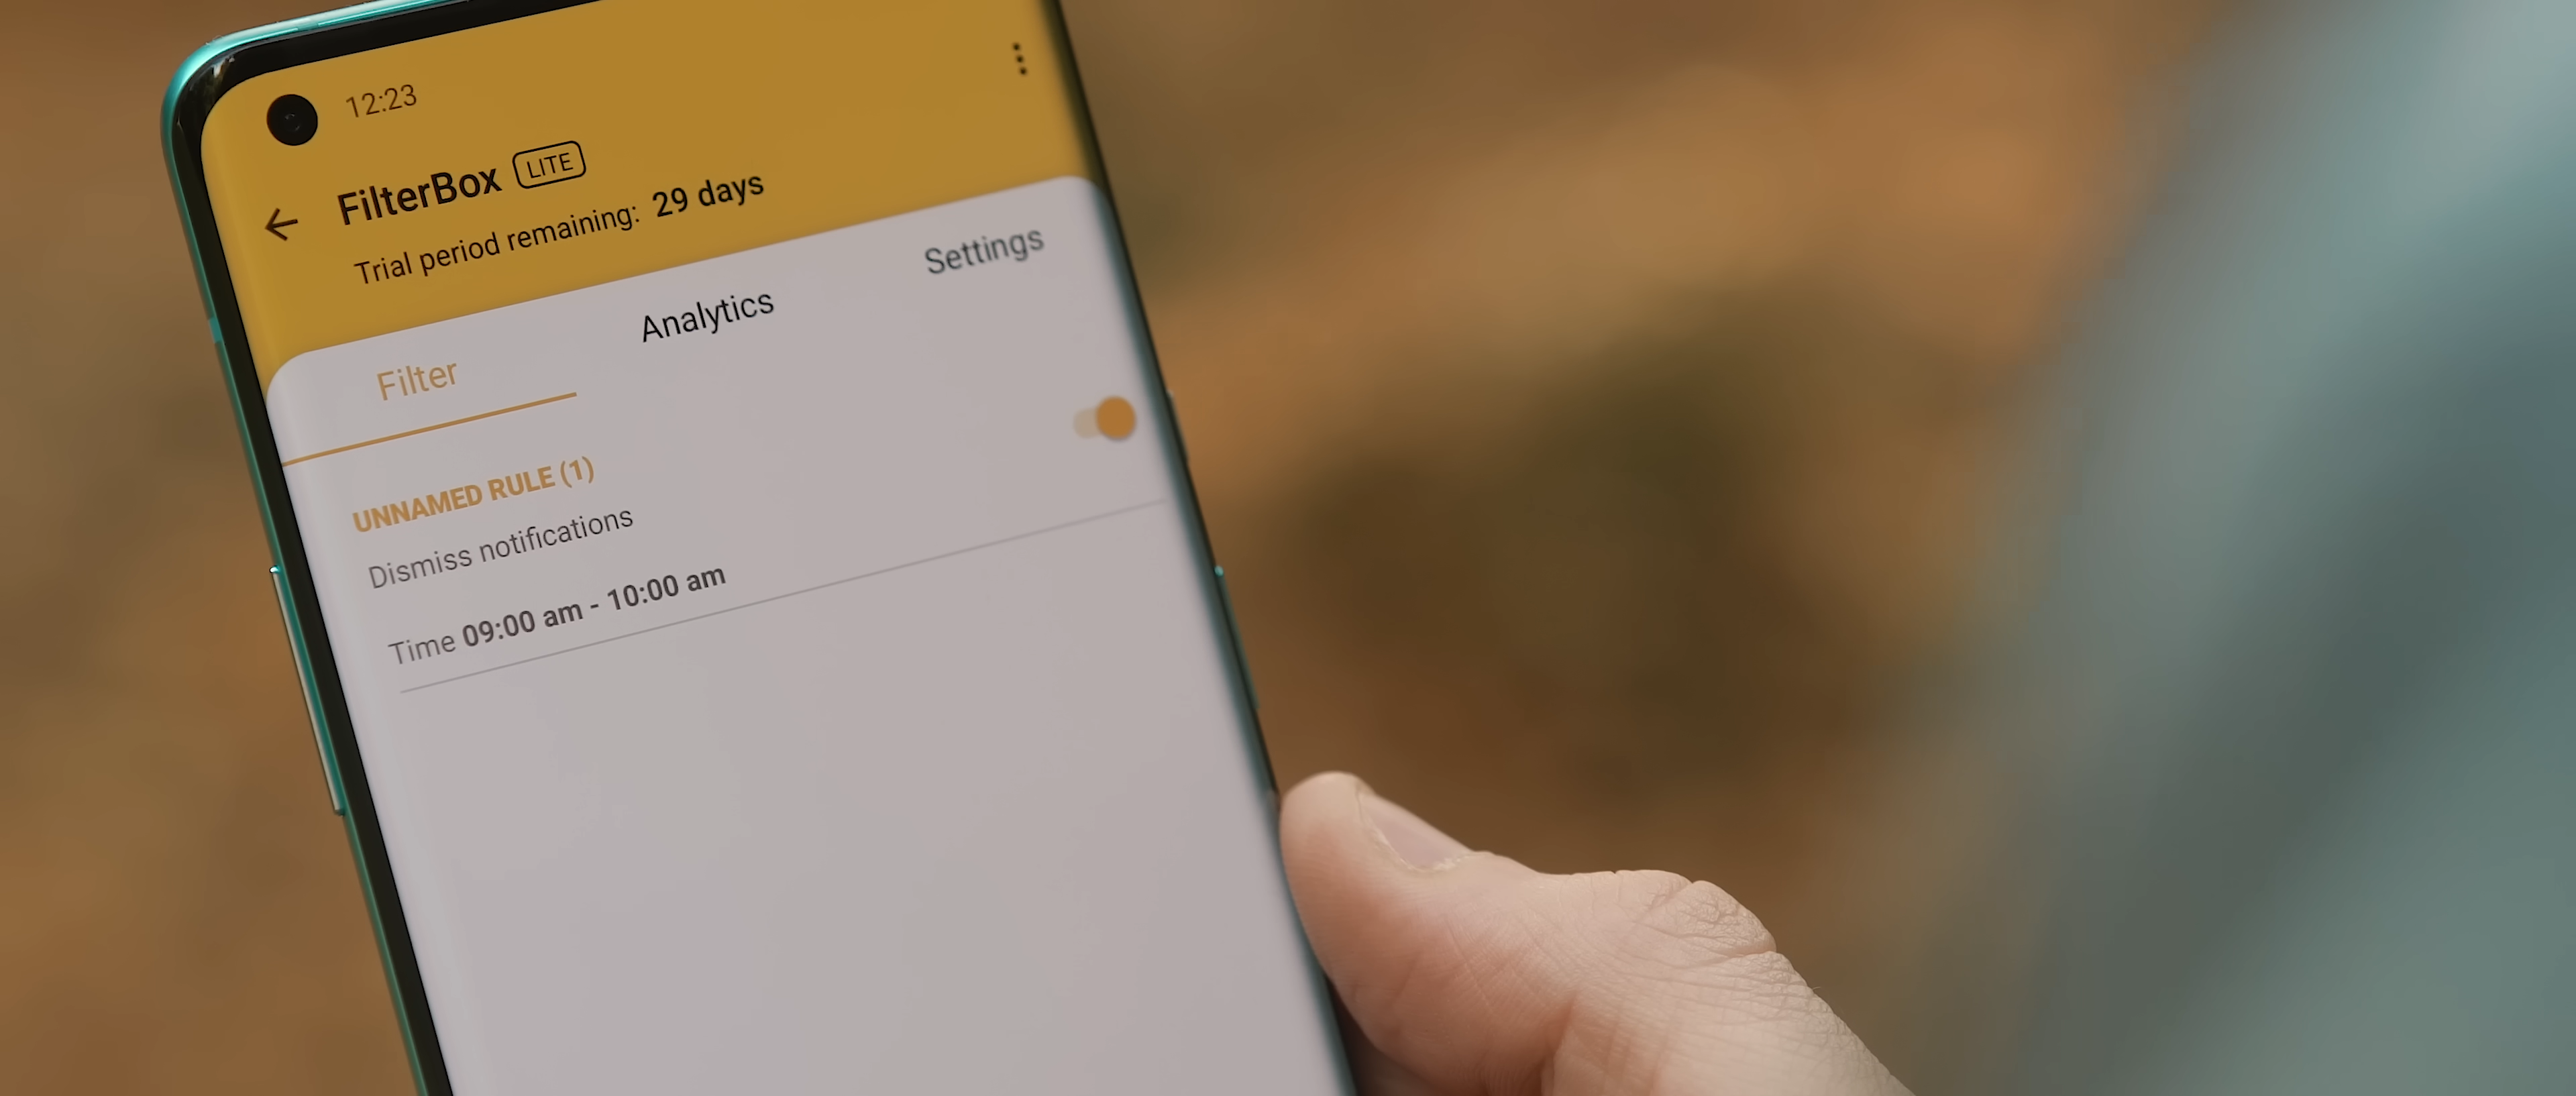 12:23
FilterBox LITE
Trial period remaining: 29 days
Filter Analytics Settings
UNNAMED RULE (1)
Dismiss notifications
Time 09:00 am - 10:00 am